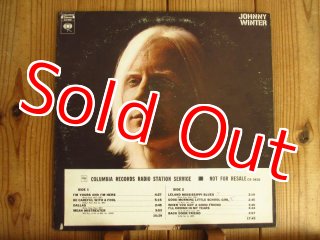 JOHNNY
WINTER
Sold Out
COLUMBIA RECORDS RADIO STATION SERVICE NOT FOR RESALE
SIDE 1
I'M YOURS AND I'M HERS
BE CAREFUL WITH A FOOL
DALLAS
MEAN MISTREATER
SIDE 2
LELAND MISSISSIPPI BLUES
GOOD MORNING LITTLE SCHOOL GIRL
WHEN YOU GOT A GOOD FRIEND
I'LL DROWN IN MY TEARS
BACK DOOR FRIEND